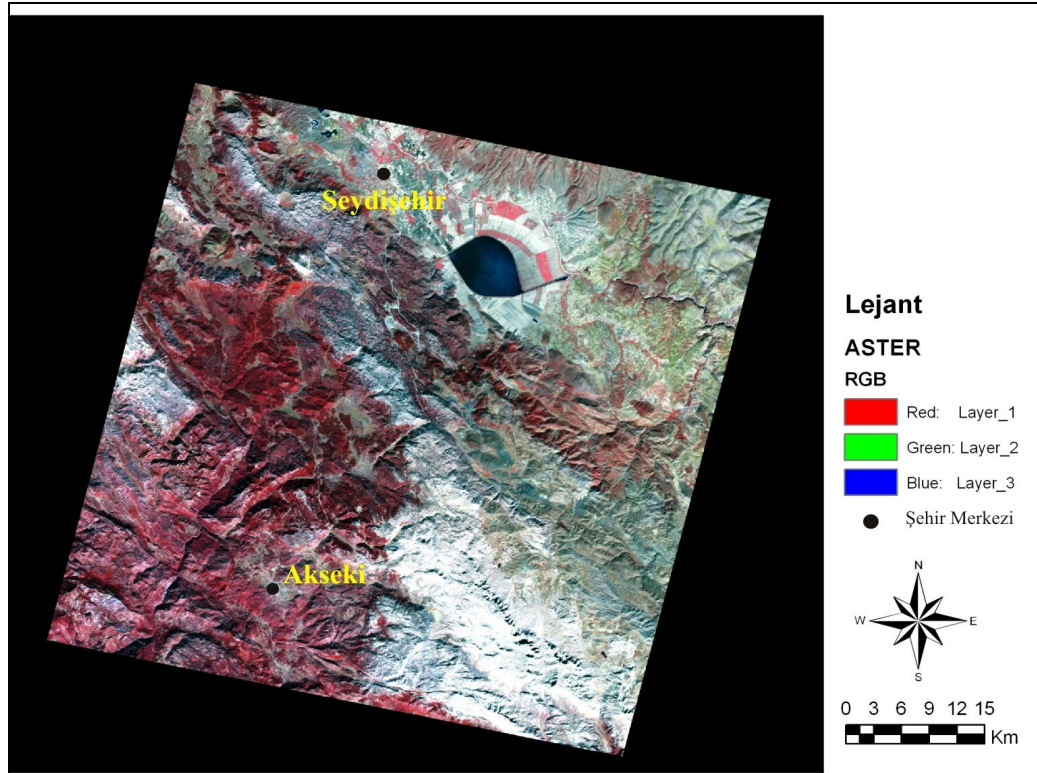 Seydişehir
Akseki
Lejant
ASTER
RGB
Red: Layer_1
Green: Layer_2
Blue: Layer_3
Şehir Merkezi
N
W E
S
0 3 6 9 12 15
Km